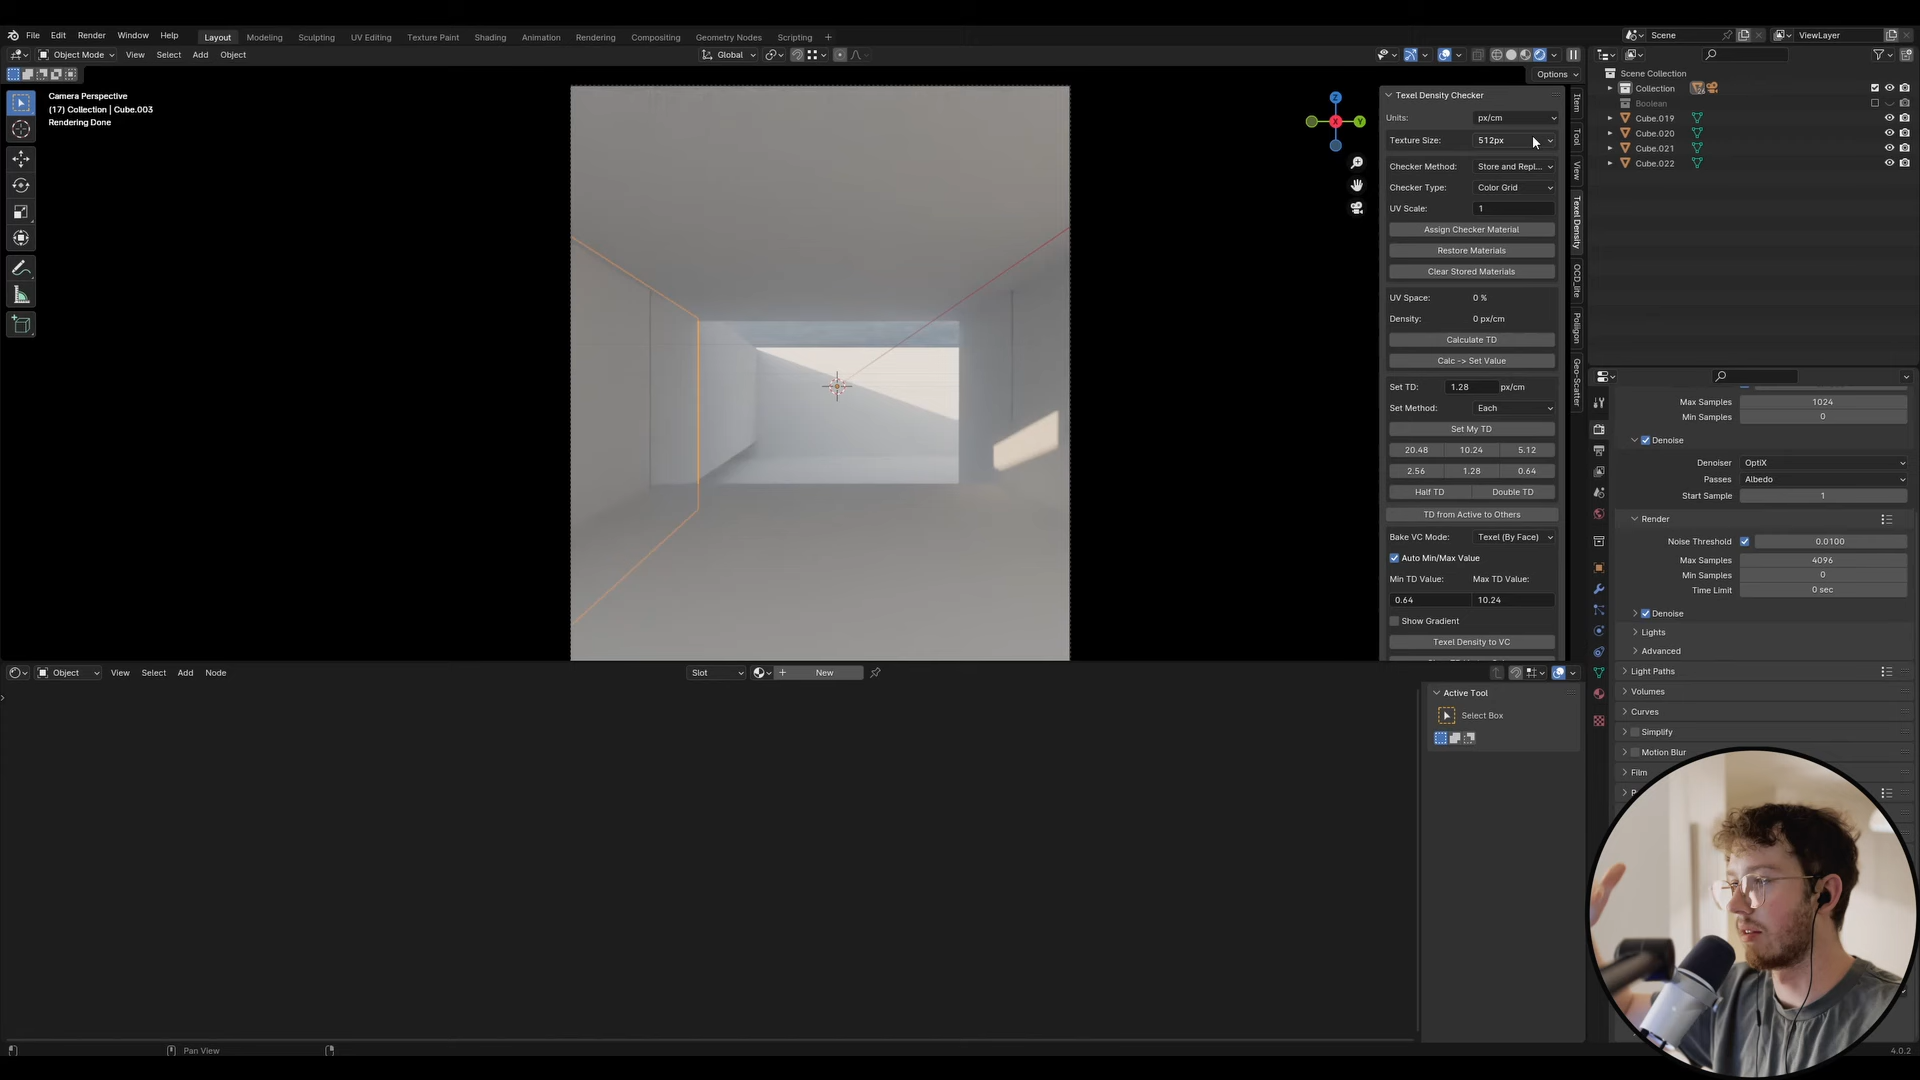 File Edit Render Window Help Layout Modeling Sculpting UV Editing Texture Paint Shading Animation Rendering Compositing Geometry Nodes Scripting + Scene ViewLayer
Object Mode View Select Add Object Global
Options
Camera Perspective
(17) Collection | Cube.003
Rendering Done
Z
X
Y
Texel Density Checker
Units: px/cm
Texture Size: 512px
Checker Method: Store and Repl...
Checker Type: Color Grid
UV Scale: 1
Assign Checker Material
Restore Materials
Clear Stored Materials
UV Space: 0 %
Density: 0 px/cm
Calculate TD
Calc -> Set Value
Set TD: 1.28 px/cm
Set Method: Each
Set My TD
20.48 10.24 5.12
2.56 1.28 0.64
Half TD Double TD
TD from Active to Others
Bake VC Mode: Texel (By Face)
Auto Min/Max Value
Min TD Value: Max TD Value:
0.64 10.24
Show Gradient
Texel Density to VC
Item
Tool
View
Texel Density
OCD_lite
Poliigon
Geo-Scatter
Scene Collection
Collection
Boolean
Cube.019
Cube.020
Cube.021
Cube.022
Max Samples 1024
Min Samples 0
Denoise
Denoiser OptiX
Passes Albedo
Start Sample 1
Render
Noise Threshold 0.0100
Max Samples 4096
Min Samples 0
Time Limit 0 sec
Denoise
Lights
Advanced
Light Paths
Volumes
Curves
Simplify
Motion Blur
Film
Object View Select Add Node Slot New
Active Tool
Select Box
Pan View
4.0.2